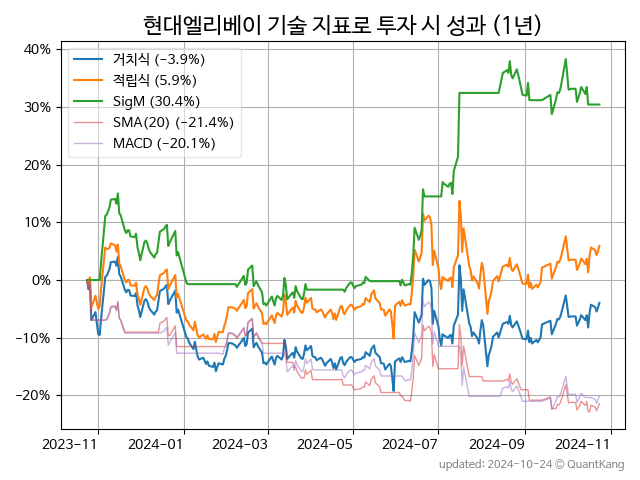 현대엘리베이 기술 지표로 투자 시 성과 (1년)
40%
30%
20%
10%
0%
−10%
−20%
거치식 (−3.9%)
적립식 (5.9%)
SigM (30.4%)
SMA(20) (−21.4%)
MACD (−20.1%)
2023-11 2024-01 2024-03 2024-05 2024-07 2024-09 2024-11
updated: 2024-10-24 © QuantKang